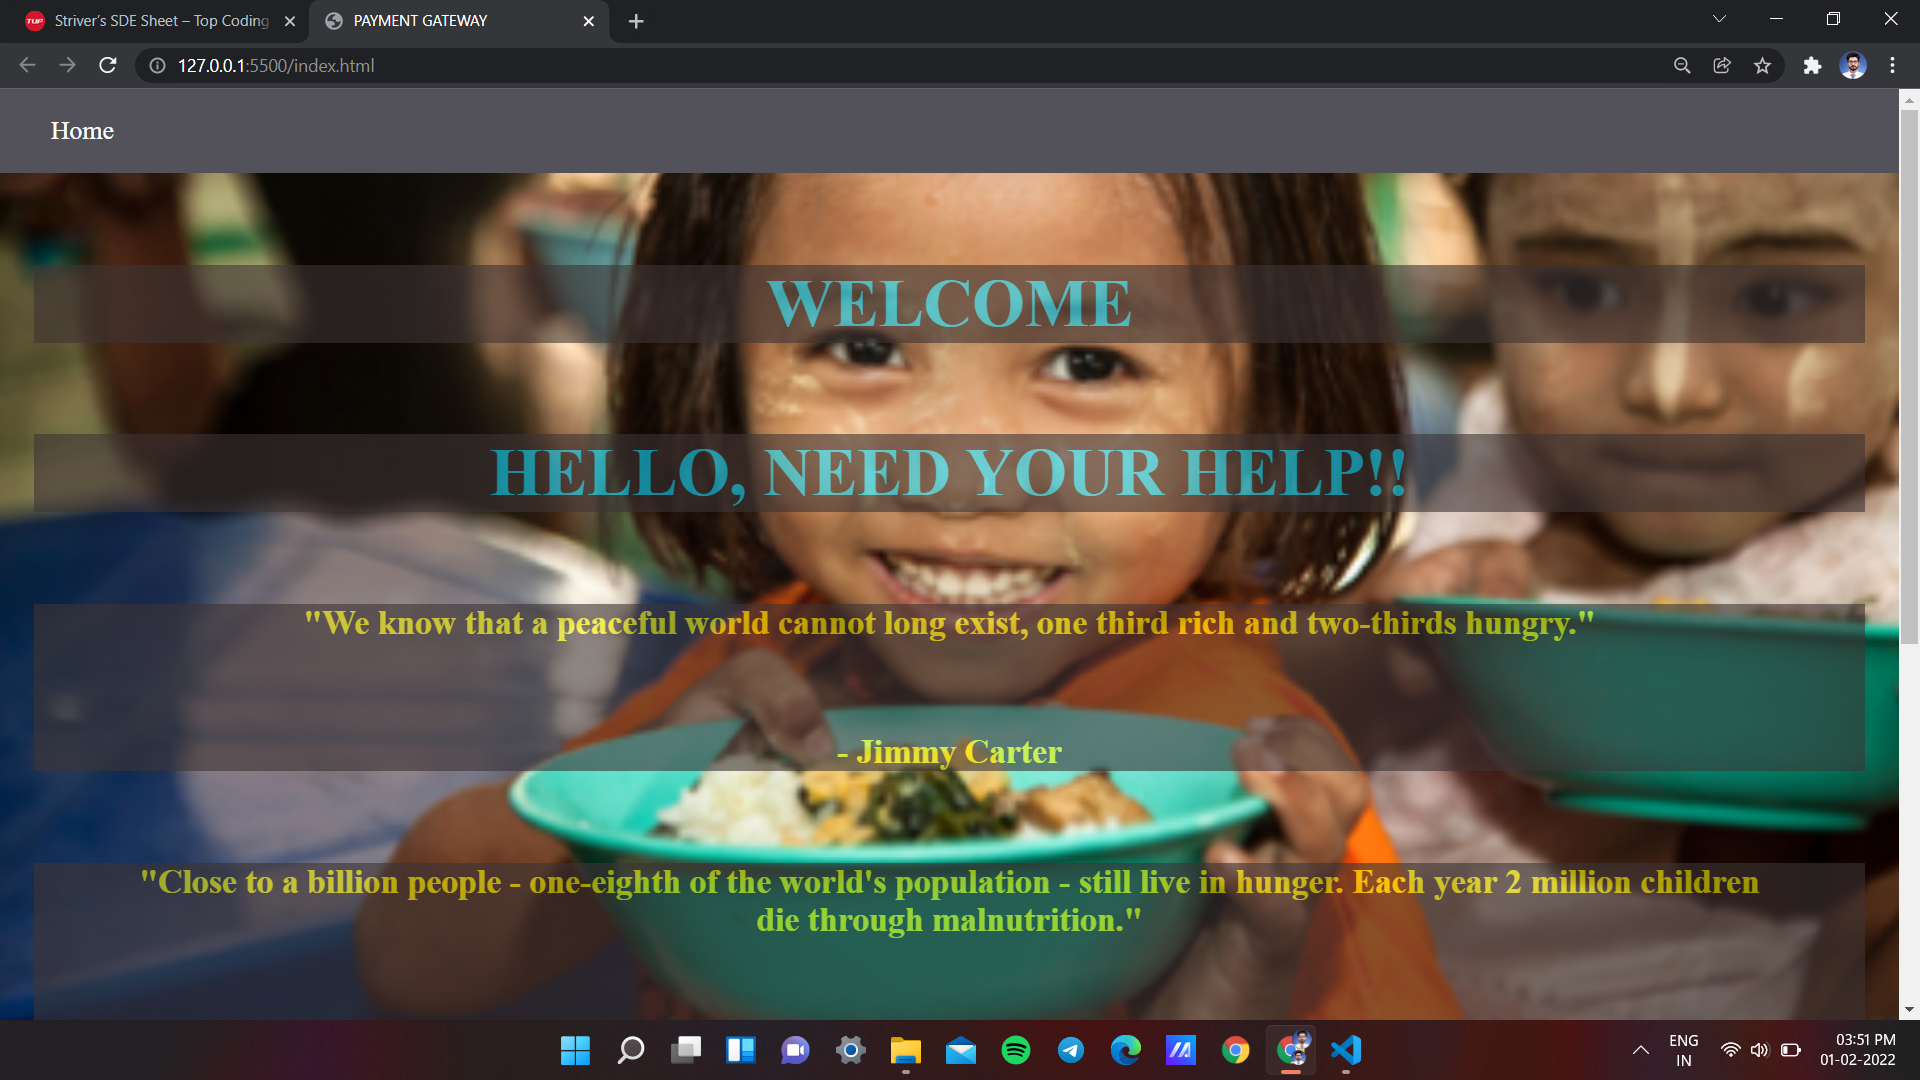 Striver's SDE Sheet – Top Coding
PAYMENT GATEWAY
127.0.0.1:5500/index.html
Home
WELCOME
HELLO, NEED YOUR HELP!!
"We know that a peaceful world cannot long exist, one third rich and two-thirds hungry."
- Jimmy Carter
"Close to a billion people - one-eighth of the world's population - still live in hunger. Each year 2 million children
die through malnutrition."
ENG
IN
03:51 PM
01-02-2022